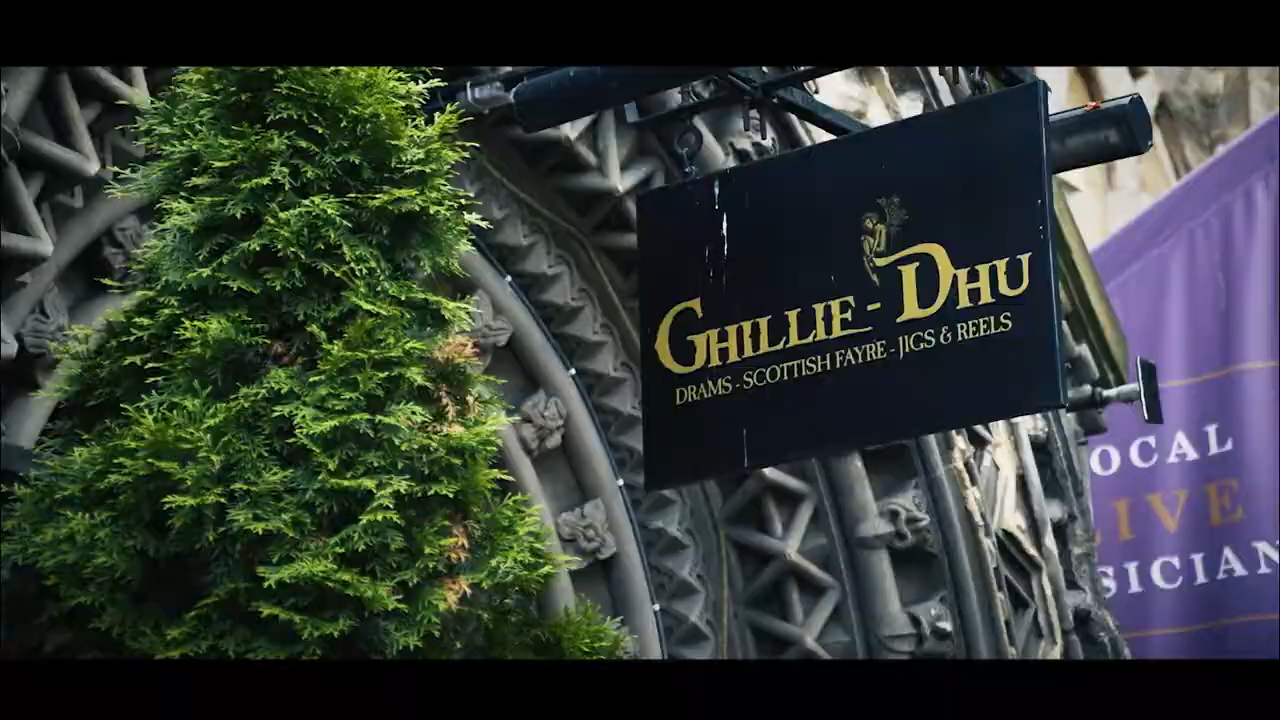 GHILLIE - DHU
DRAMS - SCOTTISH FAYRE - JIGS & REELS
OCAL
IVE
SICIAN